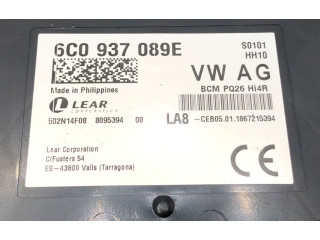 6C0 937 089E
S0101
HH10
VW AG
Made in Philippines
BCM PQ26 Hi4R
LEAR
CORPORATION
502N14F08 8095394 00
LA8 -CEB05.01.1867215394
Lear Corporation
C/Fusters 54
ES-43800 Valls (Tarragona)
CE